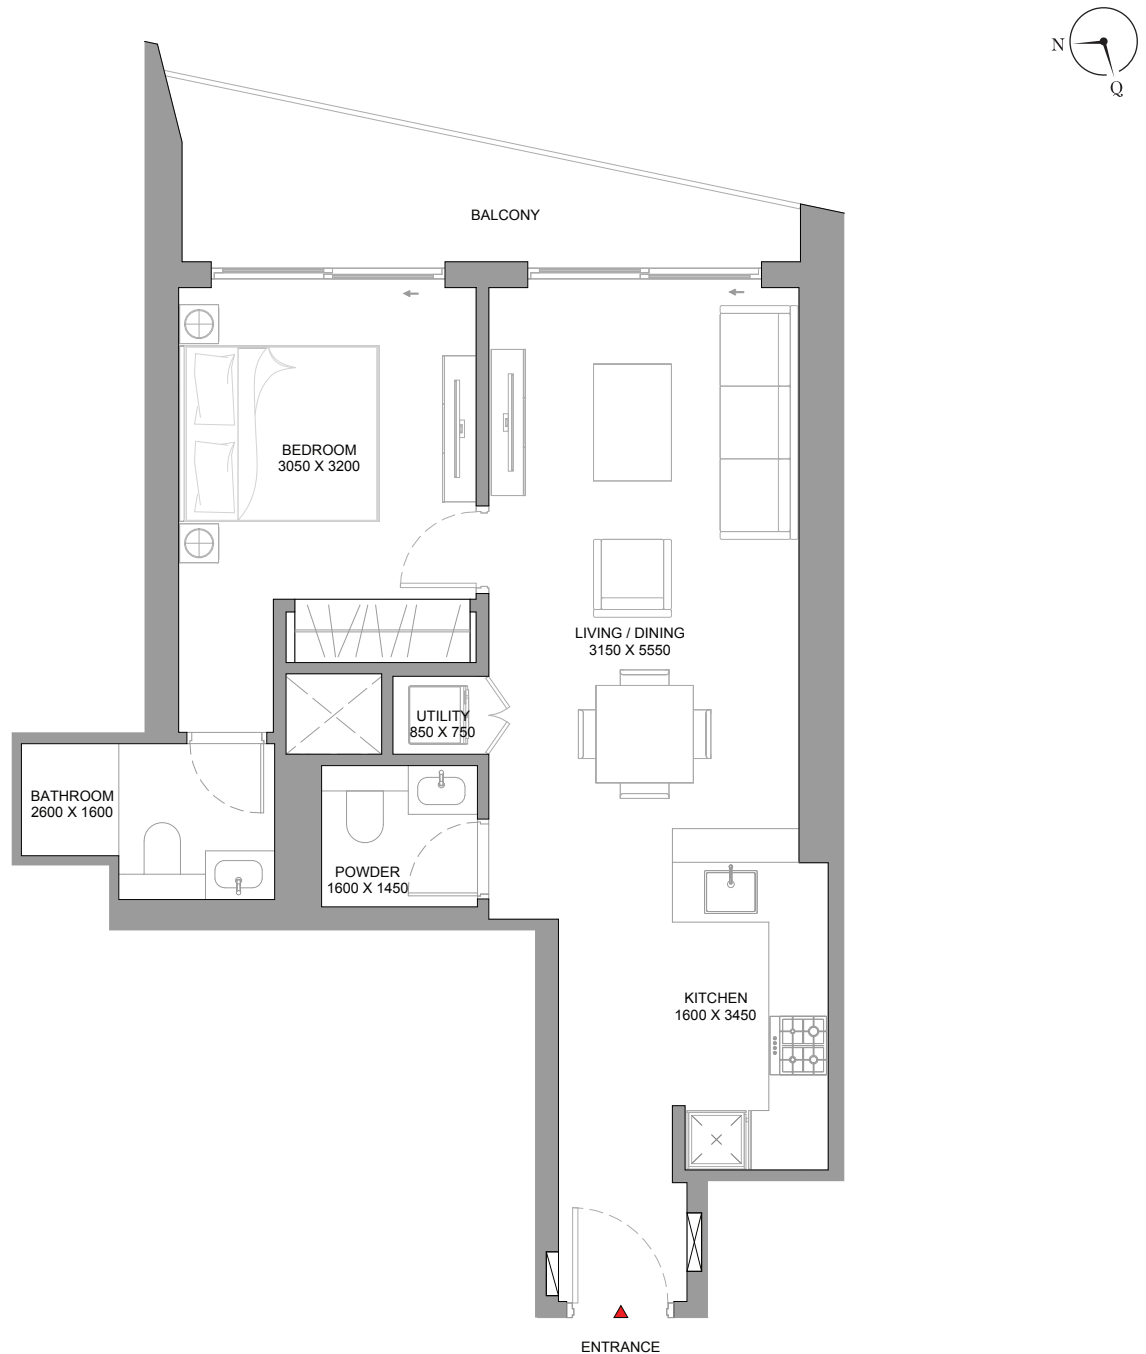 N
Q
BALCONY
BEDROOM
3050 X 3200
LIVING / DINING
3150 X 5550
UTILITY
850 X 750
BATHROOM
2600 X 1600
POWDER
1600 X 1450
KITCHEN
1600 X 3450
ENTRANCE